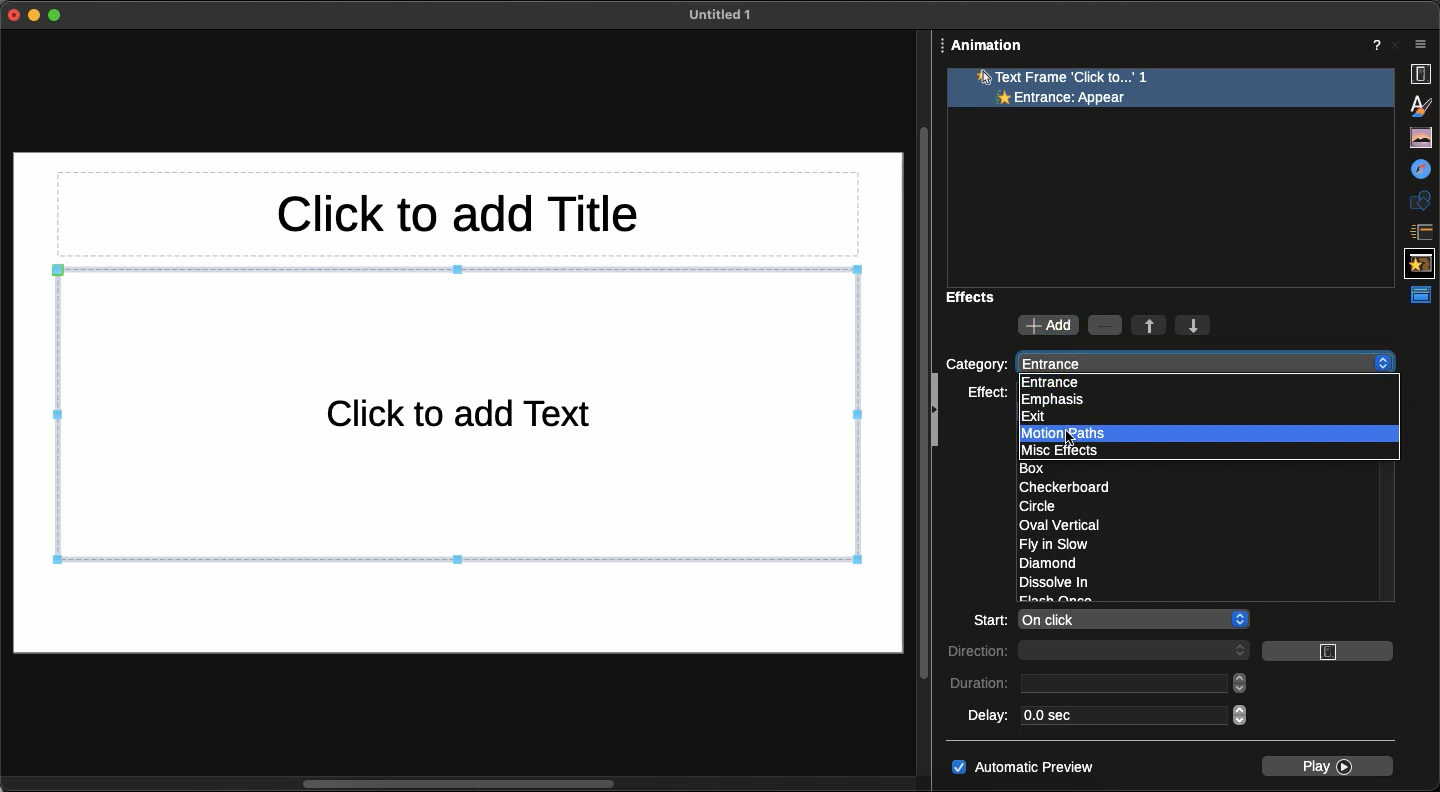 Untitled 1
Animation
?
Text Frame 'Click to...' 1
Entrance: Appear
Click to add Title
Click to add Text
Effects
Add
Category: Entrance
Entrance
Effect:
Emphasis
Exit
Motion Paths
Misc Effects
Box
Checkerboard
Circle
Oval Vertical
Fly in Slow
Diamond
Dissolve In
Flash Once
Start: On click
Direction:
Duration:
Delay: 0.0 sec
Automatic Preview
Play